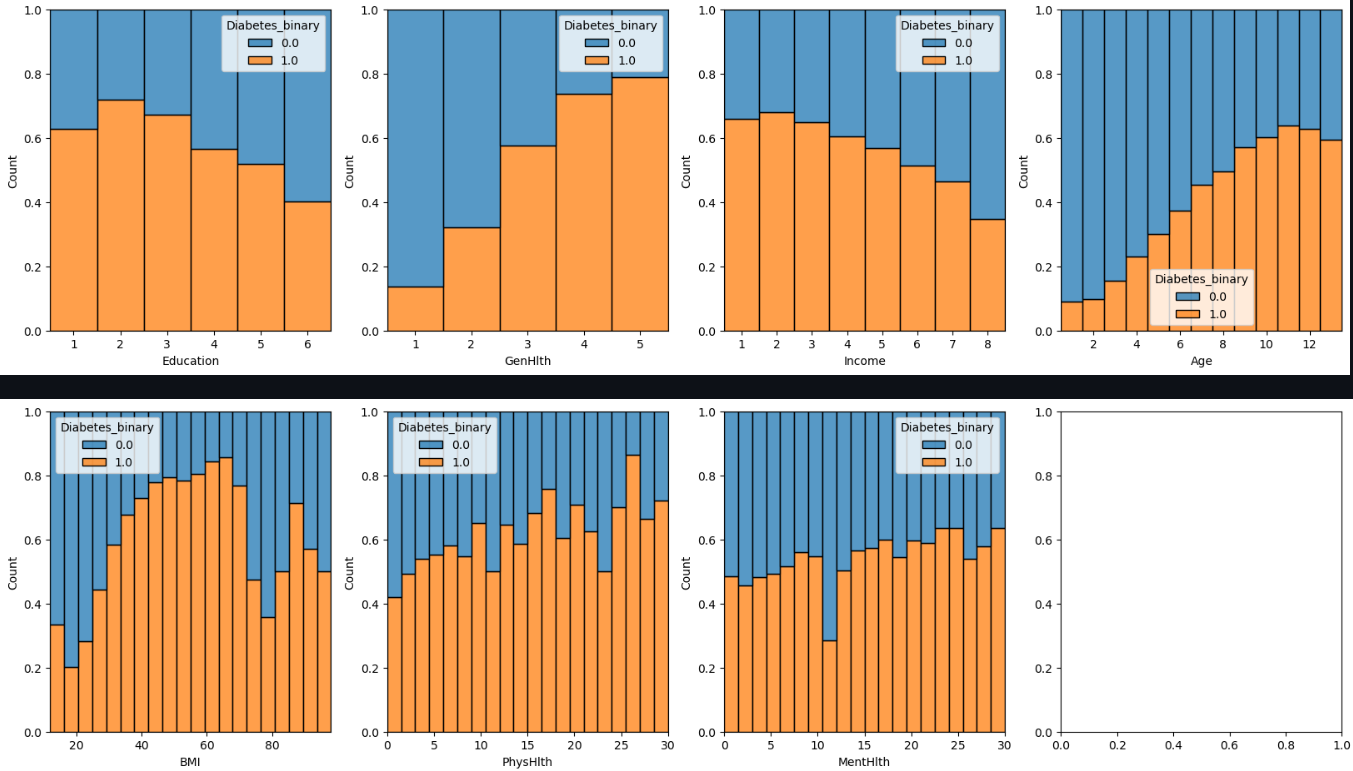 1.0
0.8
0.6
0.4
0.2
0.0
Count
Diabetes_binary
0.0
1.0
1 2 3 4 5 6
Education
1.0
0.8
0.6
0.4
0.2
0.0
Count
Diabetes_binary
0.0
1.0
1 2 3 4 5
GenHlth
1.0
0.8
0.6
0.4
0.2
0.0
Count
Diabetes_binary
0.0
1.0
1 2 3 4 5 6 7 8
Income
1.0
0.8
0.6
0.4
0.2
0.0
Count
Diabetes_binary
0.0
1.0
2 4 6 8 10 12
Age
1.0
0.8
0.6
0.4
0.2
0.0
Count
Diabetes_binary
0.0
1.0
20 40 60 80
BMI
1.0
0.8
0.6
0.4
0.2
0.0
Count
Diabetes_binary
0.0
1.0
0 5 10 15 20 25 30
PhysHlth
1.0
0.8
0.6
0.4
0.2
0.0
Count
Diabetes_binary
0.0
1.0
0 5 10 15 20 25 30
MentHlth
1.0
0.8
0.6
0.4
0.2
0.0
0.0 0.2 0.4 0.6 0.8 1.0